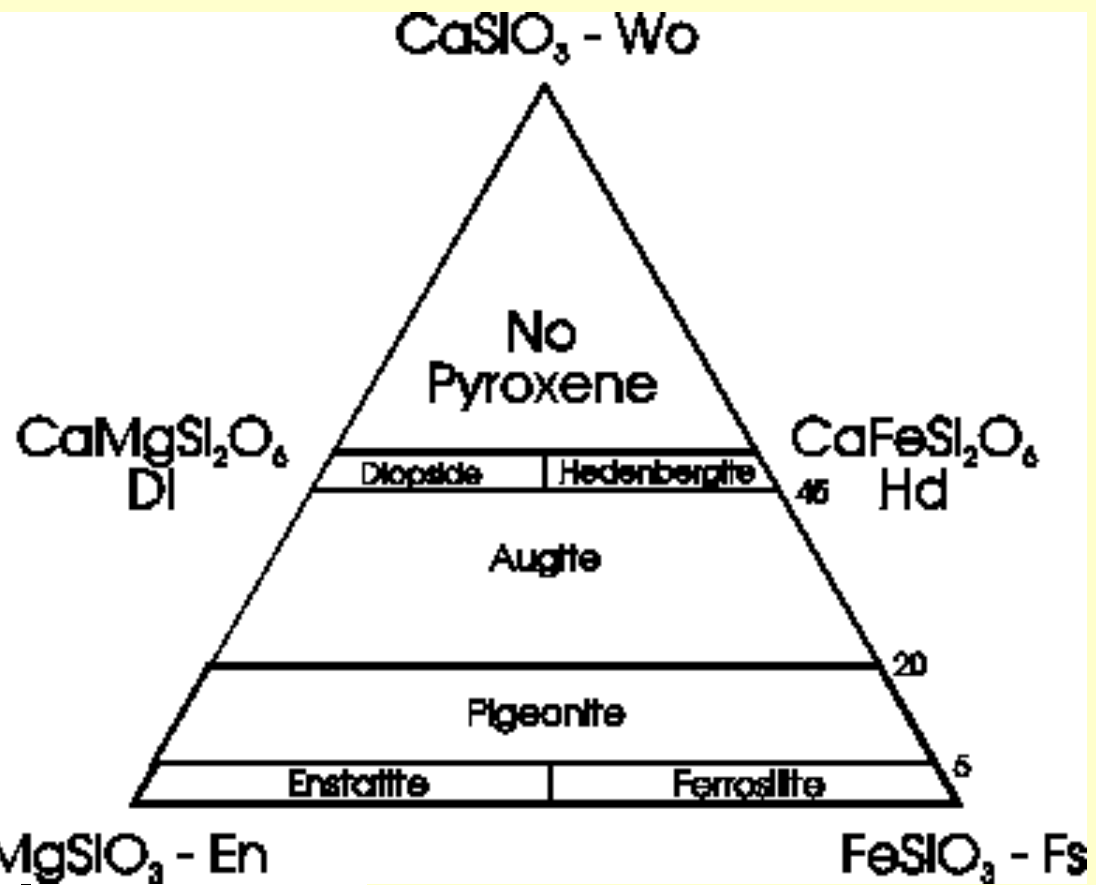 CaSiO₃ - Wo
No
Pyroxene
CaMgSi₂O₆
Di
CaFeSi₂O₆
Hd
Diopside
Hedenbergite
45
Augite
20
Pigeonite
5
Enstatite
Ferrosilite
MgSiO₃ - En
FeSiO₃ - Fs